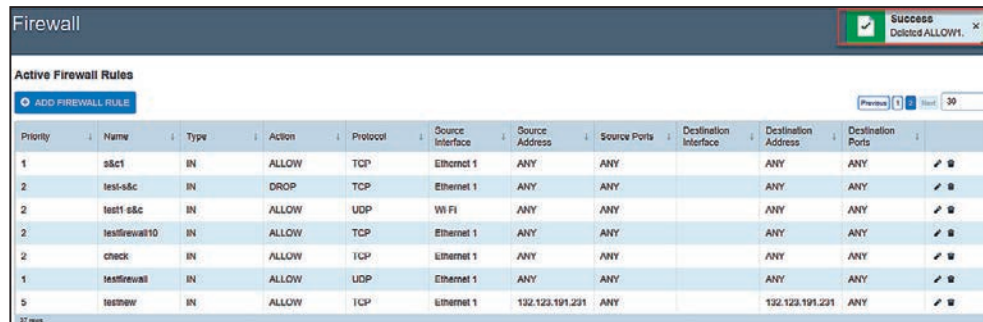 Firewall
Success
Deleted ALLOW1.
Active Firewall Rules
ADD FIREWALL RULE
Previous 1 2 Next 30
Priority Name Type Action Protocol Source Interface Source Address Source Ports Destination Interface Destination Address Destination Ports
1 s&c1 IN ALLOW TCP Ethernet 1 ANY ANY ANY ANY
2 test-s&c IN DROP TCP Ethernet 1 ANY ANY ANY ANY
2 test1-s&c IN ALLOW UDP Wi-Fi ANY ANY ANY ANY
2 testfirewall10 IN ALLOW TCP Ethernet 1 ANY ANY ANY ANY
2 check IN ALLOW TCP Ethernet 1 ANY ANY ANY ANY
1 testfirewall IN ALLOW UDP Ethernet 1 ANY ANY ANY ANY
5 testnew IN ALLOW TCP Ethernet 1 132.123.191.231 ANY 132.123.191.231 ANY
37 rows